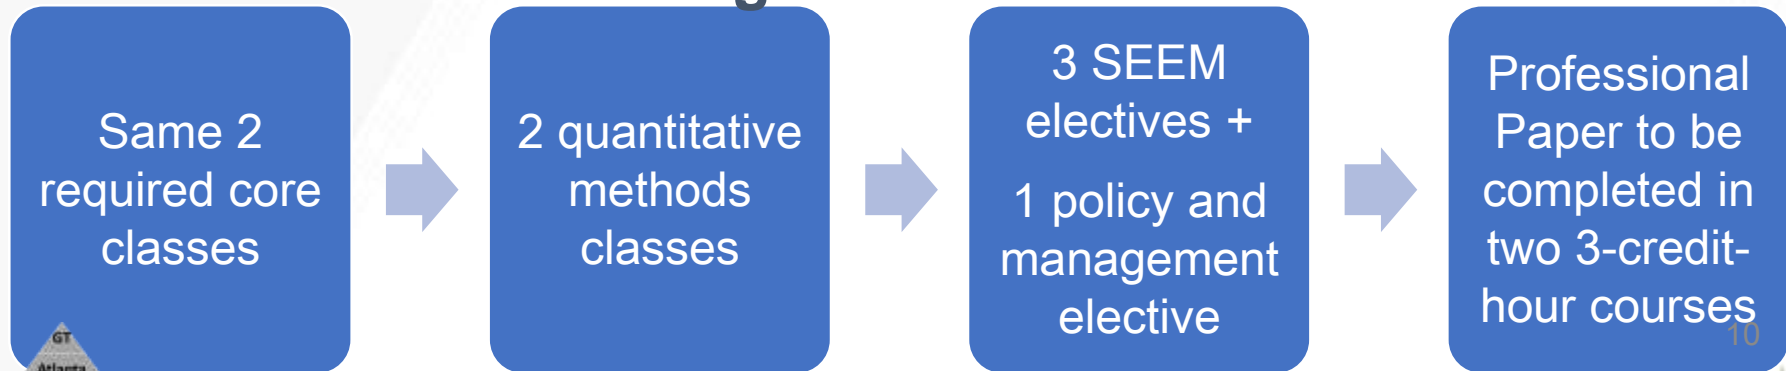 Same 2
required core
classes
2 quantitative
methods
classes
3 SEEM
electives +
1 policy and
management
elective
Professional
Paper to be
completed in
two 3-credit-
hour courses
10
GT
Atlanta